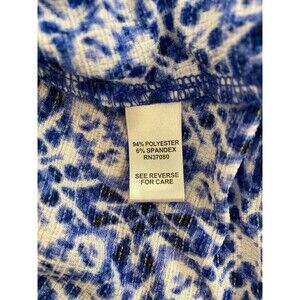 94% POLYESTER
6% SPANDEX
RN37080
SEE REVERSE
FOR CARE